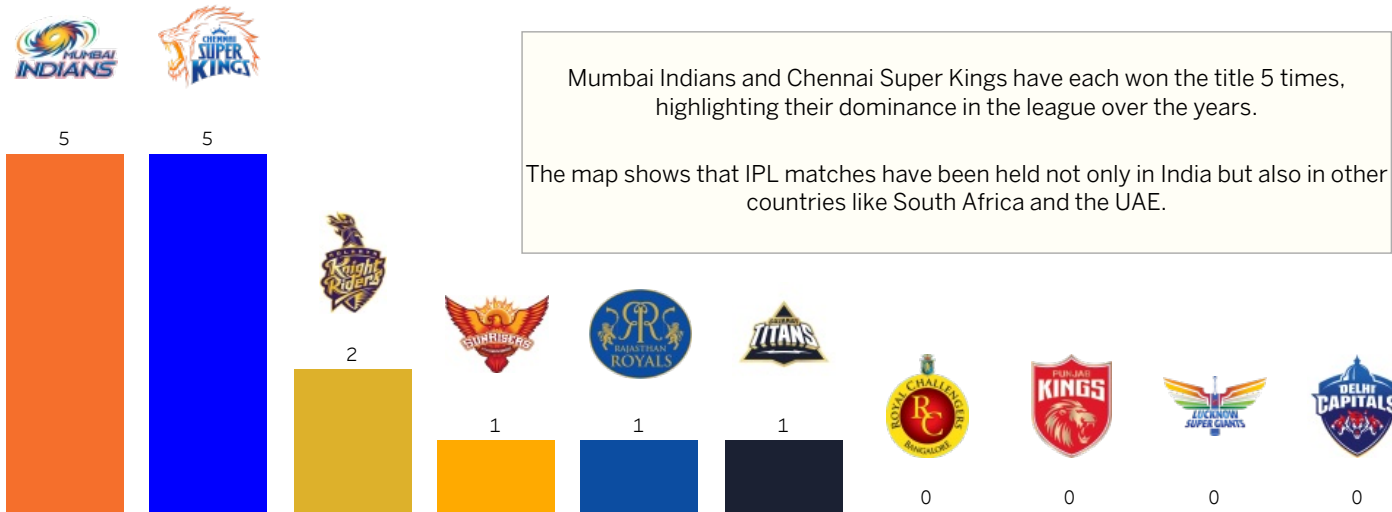 MUMBAI
INDIANS
CHENNAI
SUPER
KINGS
Mumbai Indians and Chennai Super Kings have each won the title 5 times,
highlighting their dominance in the league over the years.
The map shows that IPL matches have been held not only in India but also in other
countries like South Africa and the UAE.
5
5
Knight
Riders
2
SUNRISERS
RR
RAJASTHAN
ROYALS
TITANS
1
1
1
ROYAL CHALLENGERS
RC
BANGALORE
PUNJAB
KINGS
LUCKNOW
SUPER GIANTS
DELHI
CAPITALS
0
0
0
0